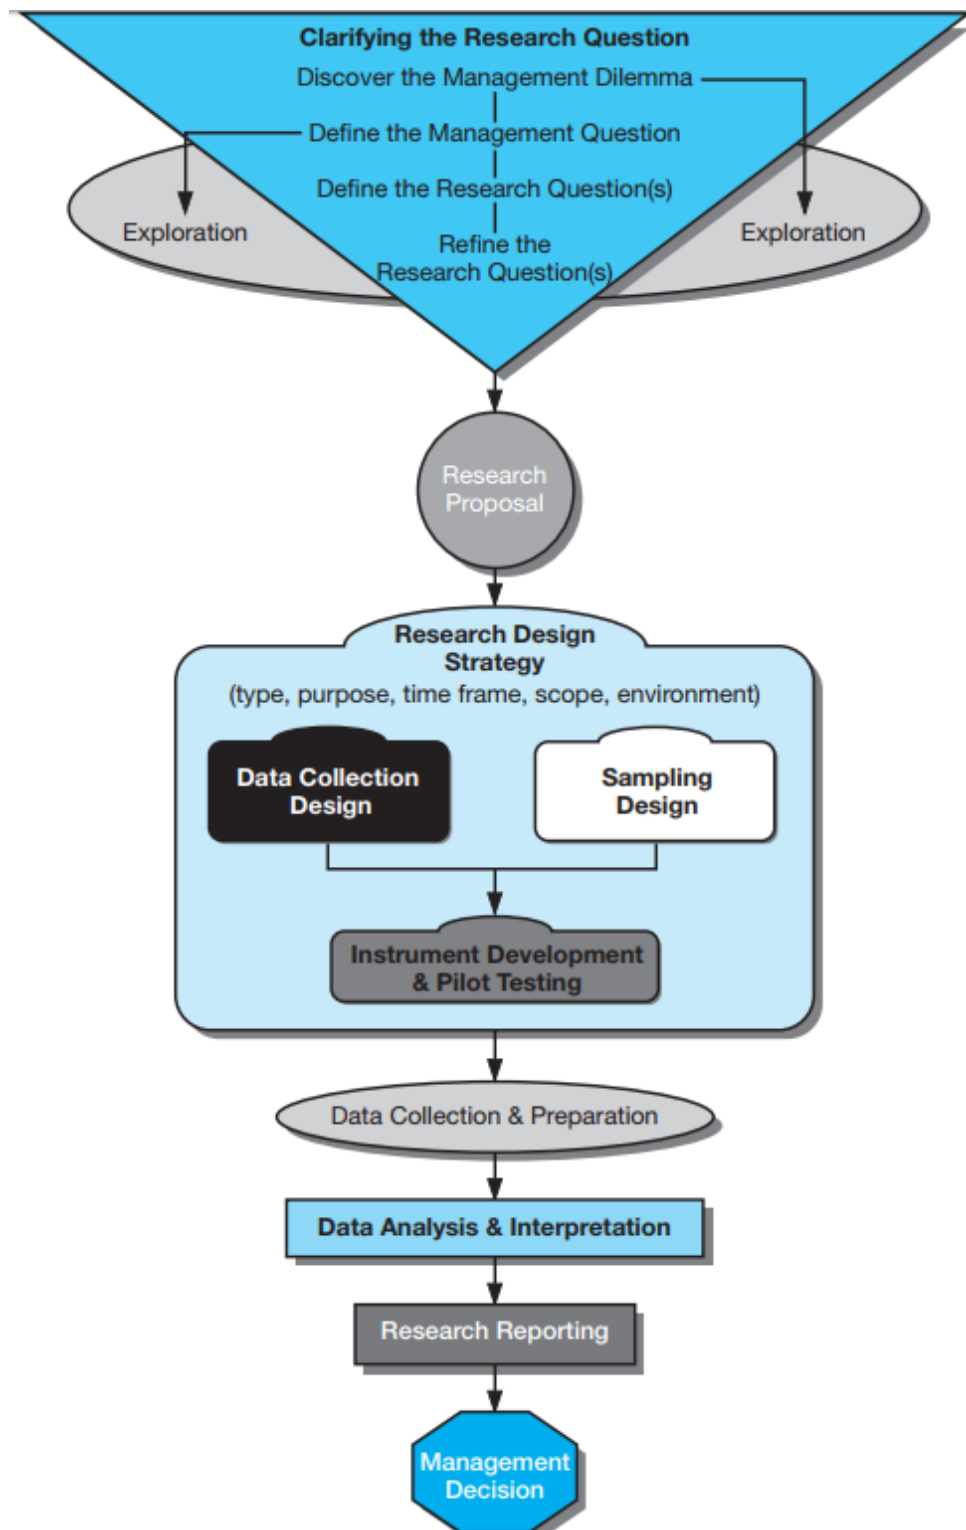 Clarifying the Research Question
Discover the Management Dilemma
Define the Management Question
Define the Research Question(s)
Exploration
Exploration
Refine the
Research Question(s)
Research
Proposal
Research Design
Strategy
(type, purpose, time frame, scope, environment)
Data Collection
Design
Sampling
Design
Instrument Development
& Pilot Testing
Data Collection & Preparation
Data Analysis & Interpretation
Research Reporting
Management
Decision